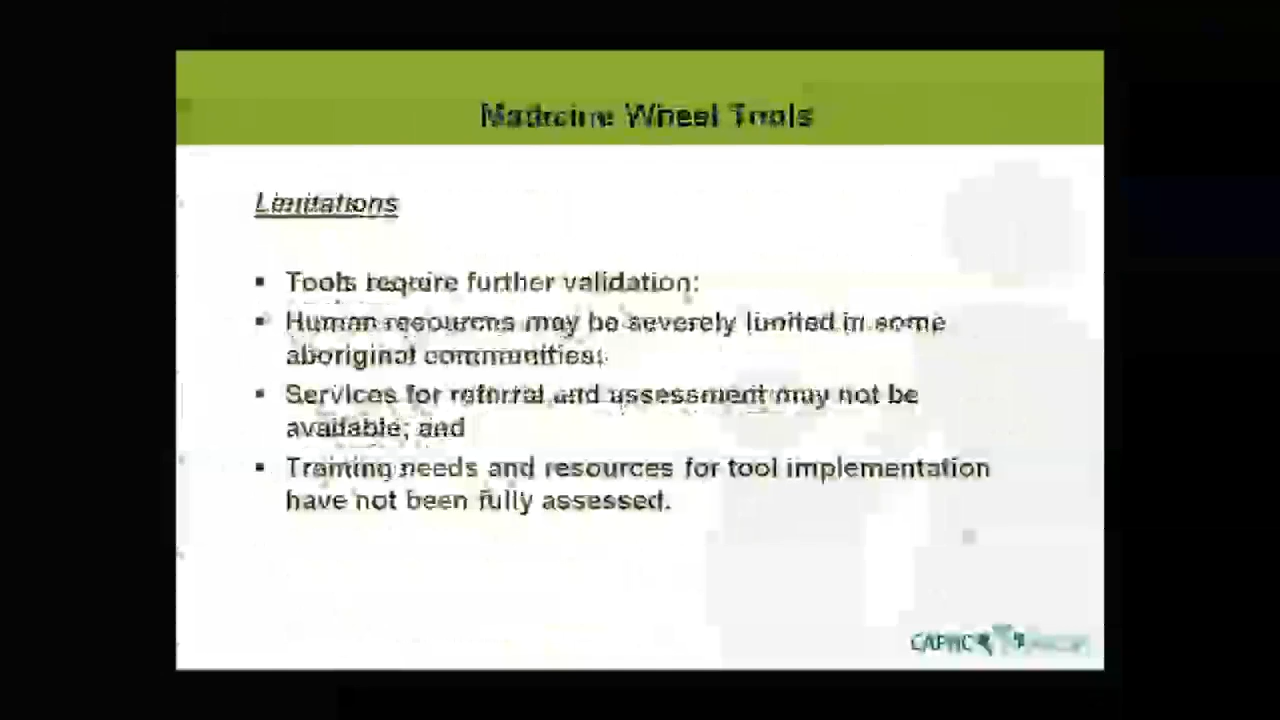 Medicine Wheel Tools
Limitations
▪ Tools require further validation;
▪ Human resources may be severely limited in some
aboriginal communities;
▪ Services for referral and assessment may not be
available; and
▪ Training needs and resources for tool implementation
have not been fully assessed.
CAPHC